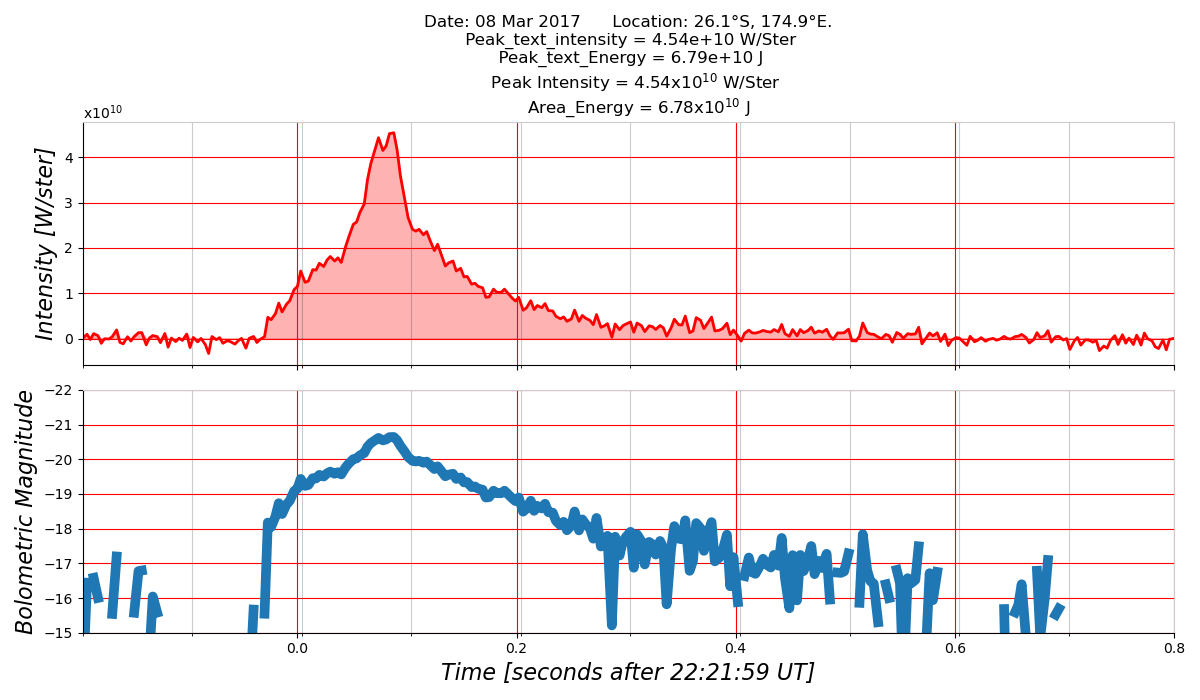 Date: 08 Mar 2017      Location: 26.1°S, 174.9°E.
Peak_text_intensity = 4.54e+10 W/Ster
Peak_text_Energy = 6.79e+10 J
Peak Intensity = 4.54x10¹⁰ W/Ster
Area_Energy = 6.78x10¹⁰ J
x10¹⁰
Intensity [W/ster]
4
3
2
1
0
Bolometric Magnitude
−22
−21
−20
−19
−18
−17
−16
−15
0.0 0.2 0.4 0.6 0.8
Time [seconds after 22:21:59 UT]